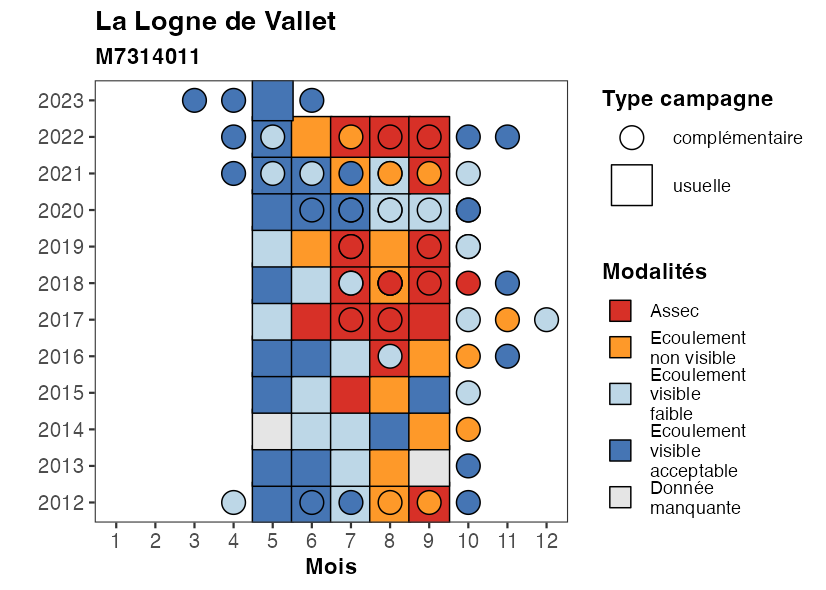 La Logne de Vallet
M7314011
2023
2022
2021
2020
2019
2018
2017
2016
2015
2014
2013
2012
1 2 3 4 5 6 7 8 9 10 11 12
Mois
Type campagne
complémentaire
usuelle
Modalités
Assec
Ecoulement
non visible
Ecoulement
visible
faible
Ecoulement
visible
acceptable
Donnée
manquante